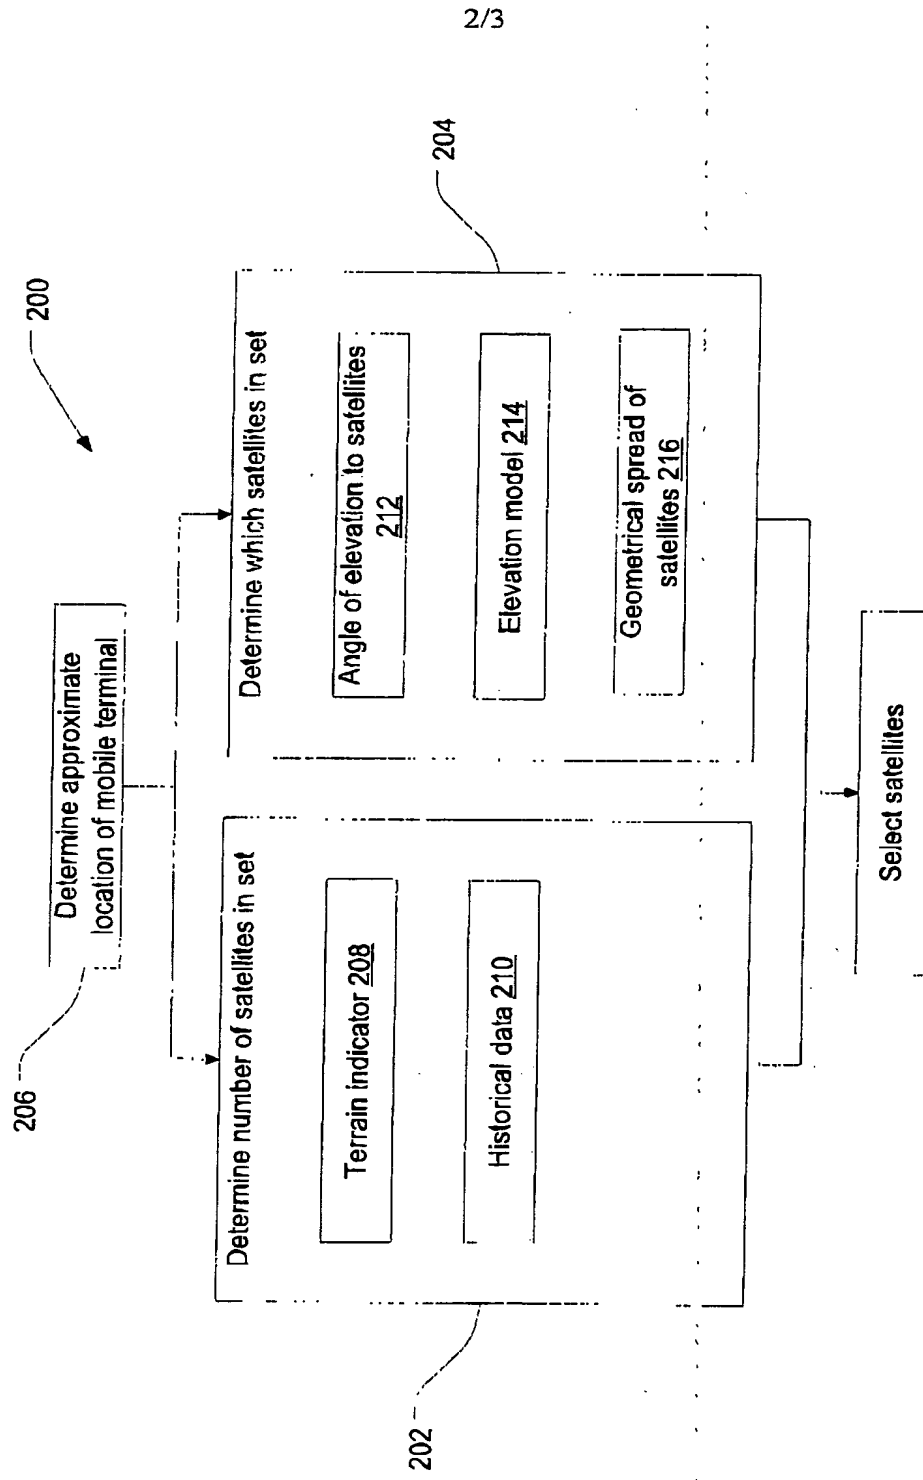 2/3
200
206
Determine approximate
location of mobile terminal
202
Determine number of satellites in set
Terrain indicator 208
Historical data 210
204
Determine which satellites in set
Angle of elevation to satellites
212
Elevation model 214
Geometrical spread of
satellites 216
Select satellites